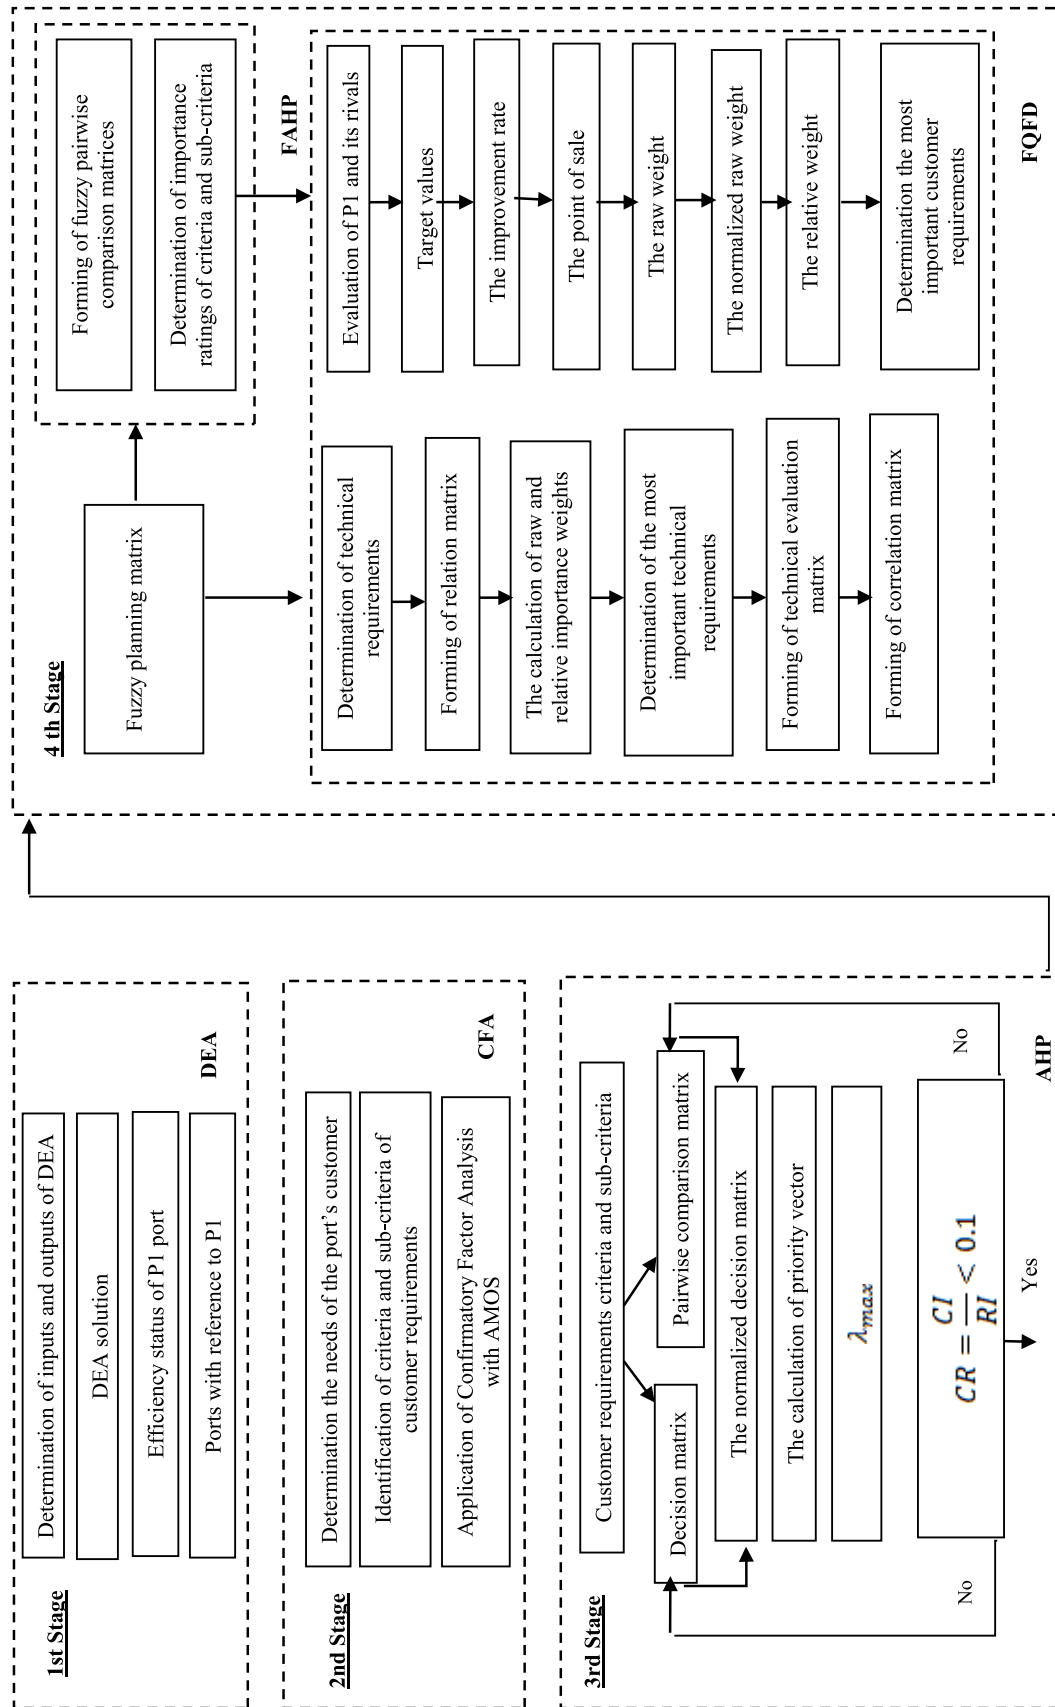 1st Stage
Determination of inputs and outputs of DEA
DEA solution
Efficiency status of P1 port
Ports with reference to P1
DEA
2nd Stage
Determination the needs of the port's customer
Identification of criteria and sub-criteria of
customer requirements
Application of Confirmatory Factor Analysis
with AMOS
CFA
3rd Stage
Customer requirements criteria and sub-criteria
Decision matrix
Pairwise comparison matrix
The normalized decision matrix
The calculation of priority vector
λmax
CR = CI/RI < 0.1
No
No
Yes
AHP
4 th Stage
Fuzzy planning matrix
Forming of fuzzy pairwise
comparison matrices
Determination of importance
ratings of criteria and sub-criteria
FAHP
Determination of technical
requirements
Forming of relation matrix
The calculation of raw and
relative importance weights
Determination of the most
important technical
requirements
Forming of technical evaluation
matrix
Forming of correlation matrix
Evaluation of P1 and its rivals
Target values
The improvement rate
The point of sale
The raw weight
The normalized raw weight
The relative weight
Determination the most
important customer
requirements
FQFD